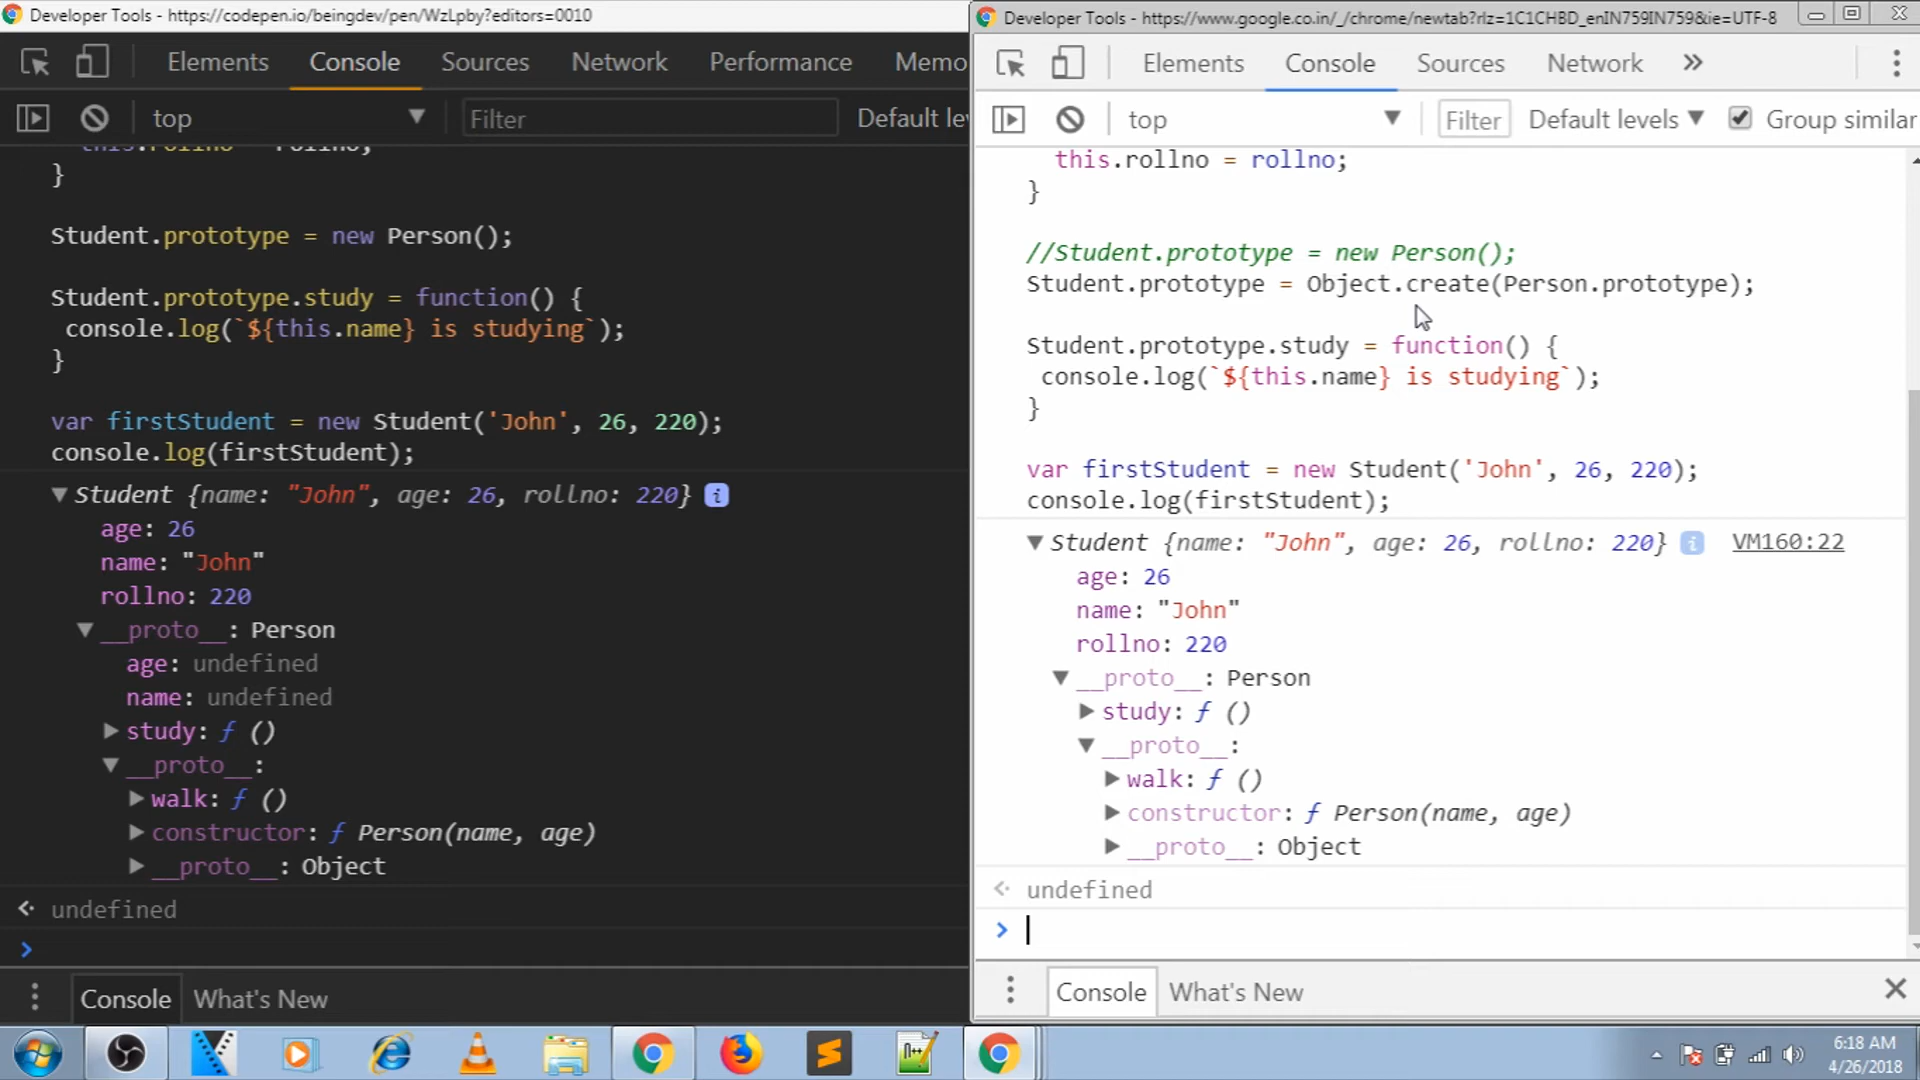 Developer Tools - https://codepen.io/beingdev/pen/WzLpby?editors=0010
Elements Console Sources Network Performance Memo
top Filter Default le
}
Student.prototype = new Person();
Student.prototype.study = function() {
console.log(`${this.name} is studying`);
}
var firstStudent = new Student('John', 26, 220);
console.log(firstStudent);
Student {name: "John", age: 26, rollno: 220} i
age: 26
name: "John"
rollno: 220
__proto__: Person
age: undefined
name: undefined
study: ƒ ()
__proto__:
walk: ƒ ()
constructor: ƒ Person(name, age)
__proto__: Object
undefined
Console What's New
Developer Tools - https://www.google.co.in/_/chrome/newtab?rlz=1C1CHBD_enIN759IN759&ie=UTF-8
Elements Console Sources Network »
top Filter Default levels Group similar
this.rollno = rollno;
}
//Student.prototype = new Person();
Student.prototype = Object.create(Person.prototype);
Student.prototype.study = function() {
console.log(`${this.name} is studying`);
}
var firstStudent = new Student('John', 26, 220);
console.log(firstStudent);
Student {name: "John", age: 26, rollno: 220} i VM160:22
age: 26
name: "John"
rollno: 220
__proto__: Person
study: ƒ ()
__proto__:
walk: ƒ ()
constructor: ƒ Person(name, age)
__proto__: Object
undefined
Console What's New
6:18 AM
4/26/2018